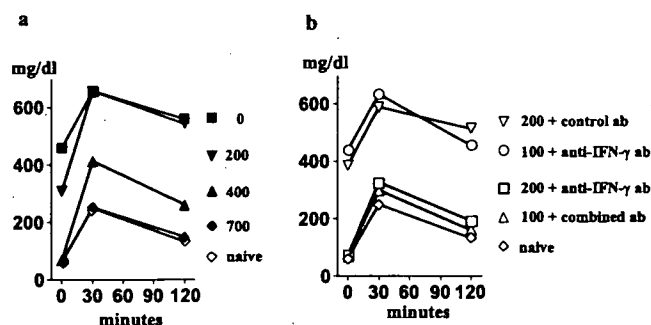 a
mg/dl
600
400
200
0
0 30 60 90 120
minutes
0
200
400
700
naive
b
mg/dl
600
400
200
0
0 30 60 90 120
minutes
200 + control ab
100 + anti-IFN-γ ab
200 + anti-IFN-γ ab
100 + combined ab
naive